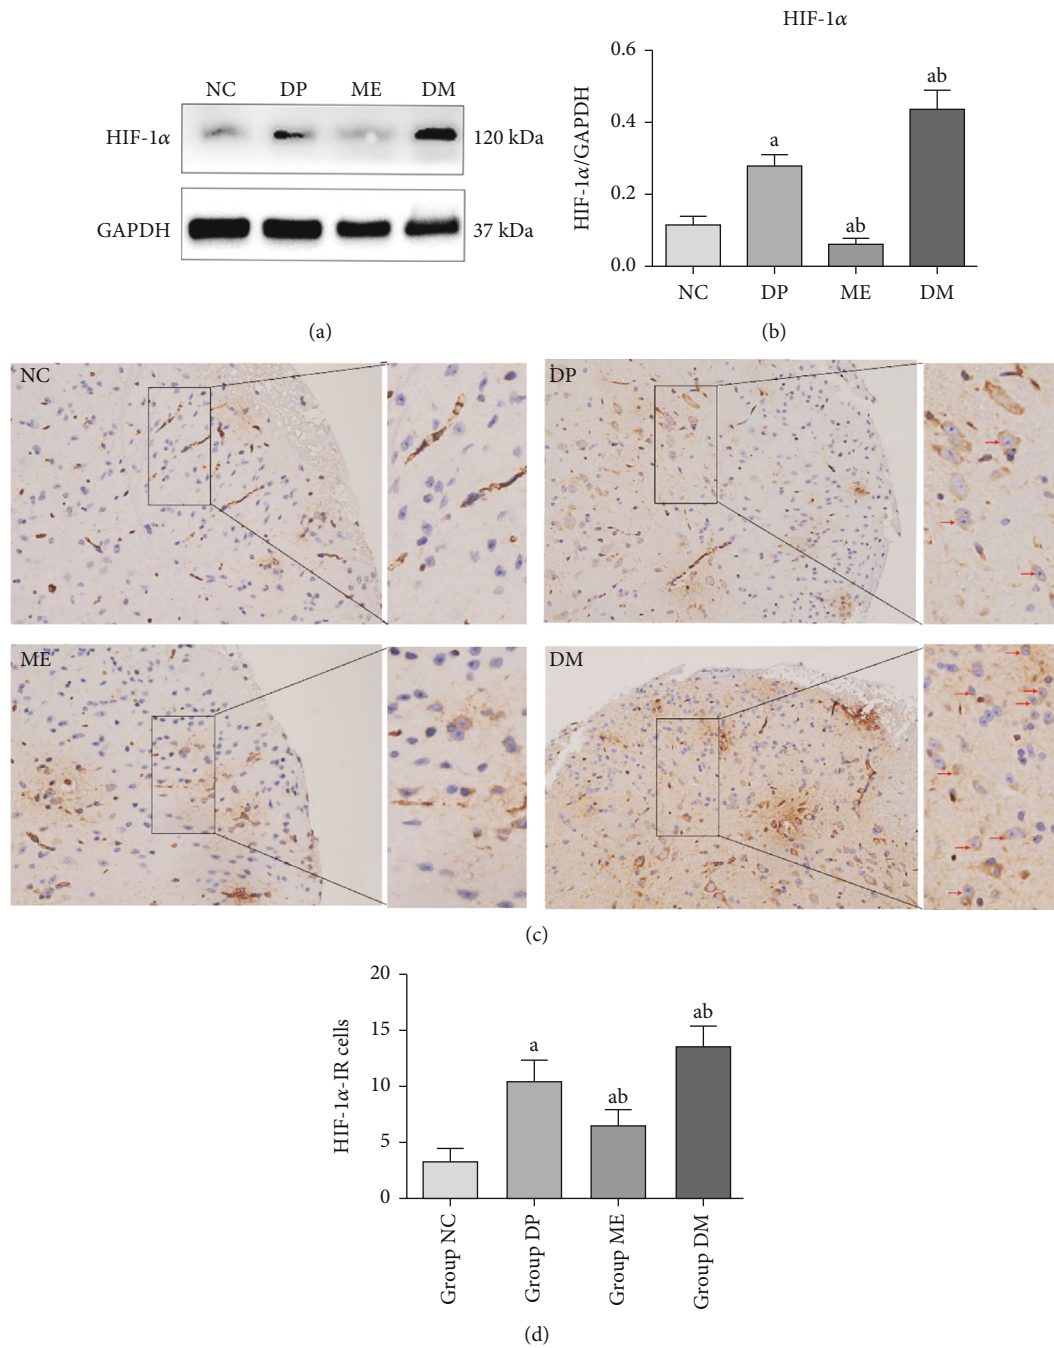 NC DP ME DM
HIF-1α 120 kDa
GAPDH 37 kDa
(a)
HIF-1α
HIF-1α/GAPDH
0.6
0.4
0.2
0.0
a
ab
ab
NC DP ME DM
(b)
NC
DP
ME
DM
(c)
HIF-1α-IR cells
20
15
10
5
0
a
ab
ab
Group NC
Group DP
Group ME
Group DM
(d)